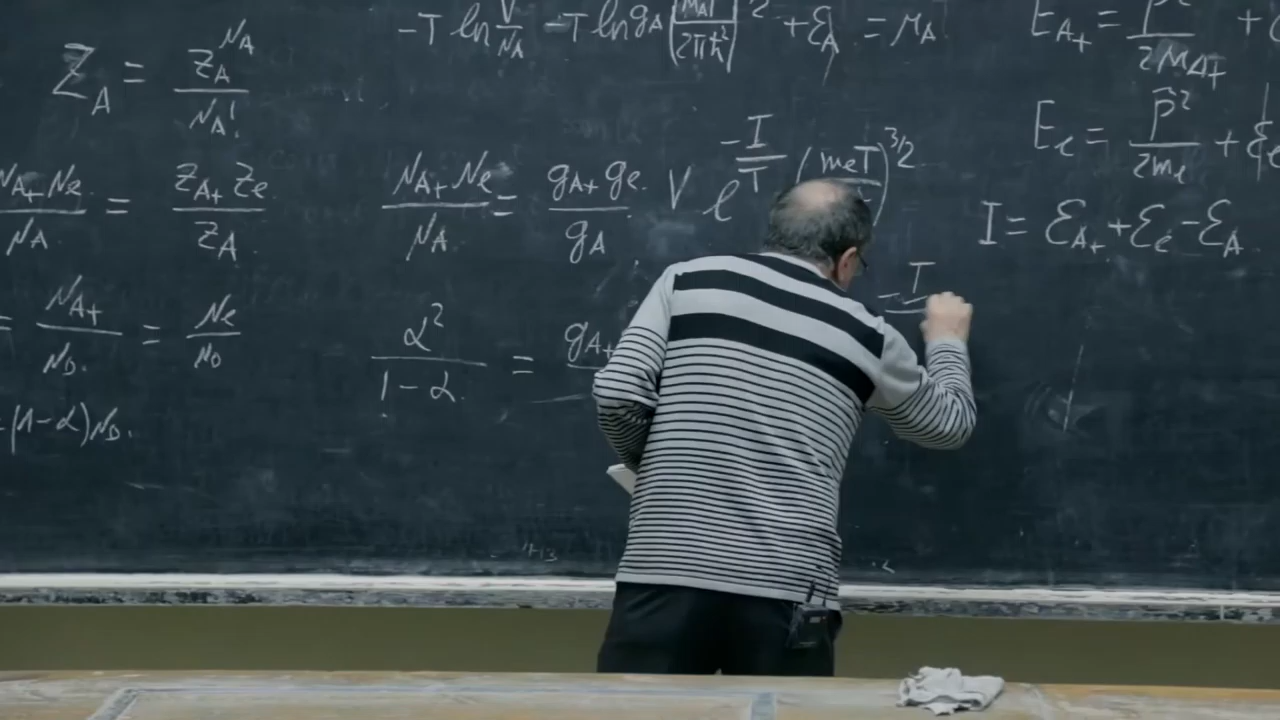 Z_A = z_A^{N_A} / N_A!
-T ln V/N_A -T ln g_A (M_A T / 2πħ²) ^2 + ε_A = μ_A
E_{A+} = p² / 2M_{A+} +
E_e = p̂² / 2m_e + ε_e
N_{A+} N_e / N_A = z_{A+} z_e / z_A
N_{A+} N_e / N_A = g_{A+} g_e / g_A V e^{-I/T} (m_e T)^{3/2}
I = ε_{A+} + ε_e - ε_A
= N_{A+} / N_0 = N_e / N_0
α² / 1-α = g_{A+}
- I
(1-α)N_0.